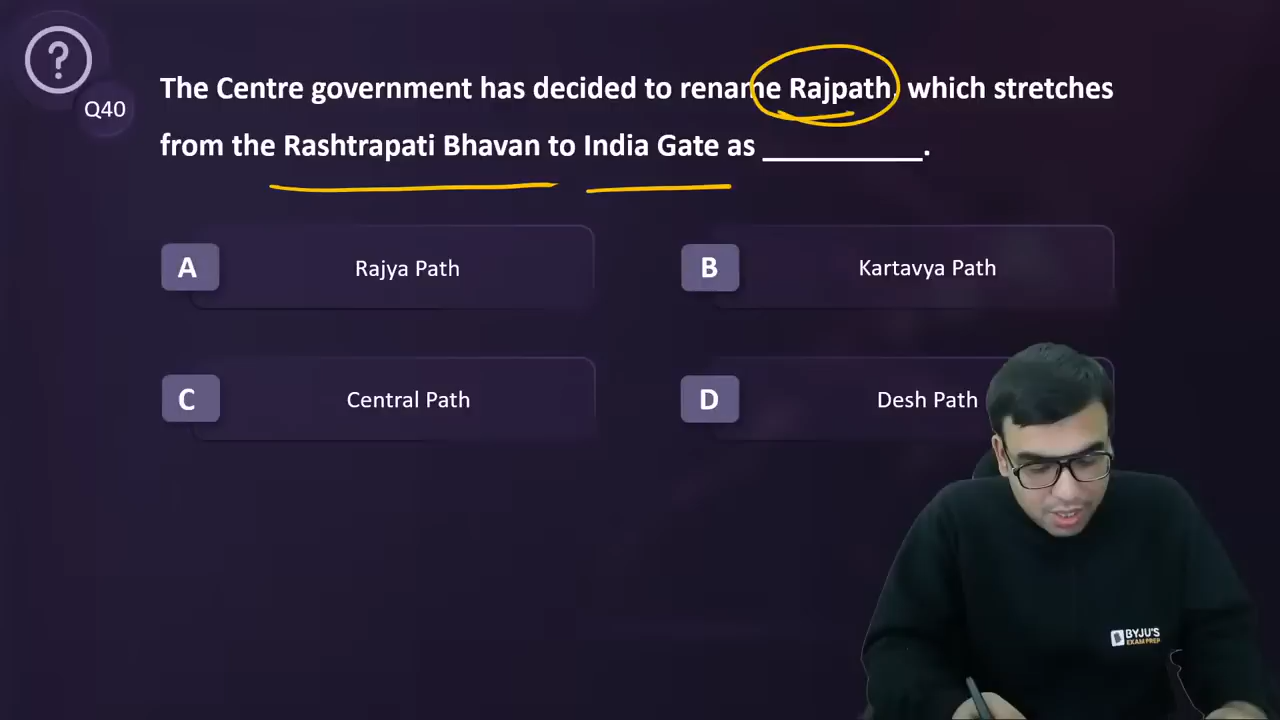 ?
Q40
The Centre government has decided to rename Rajpath, which stretches
from the Rashtrapati Bhavan to India Gate as __________.
A Rajya Path
B Kartavya Path
C Central Path
D Desh Path
BYJU'S
EXAM PREP